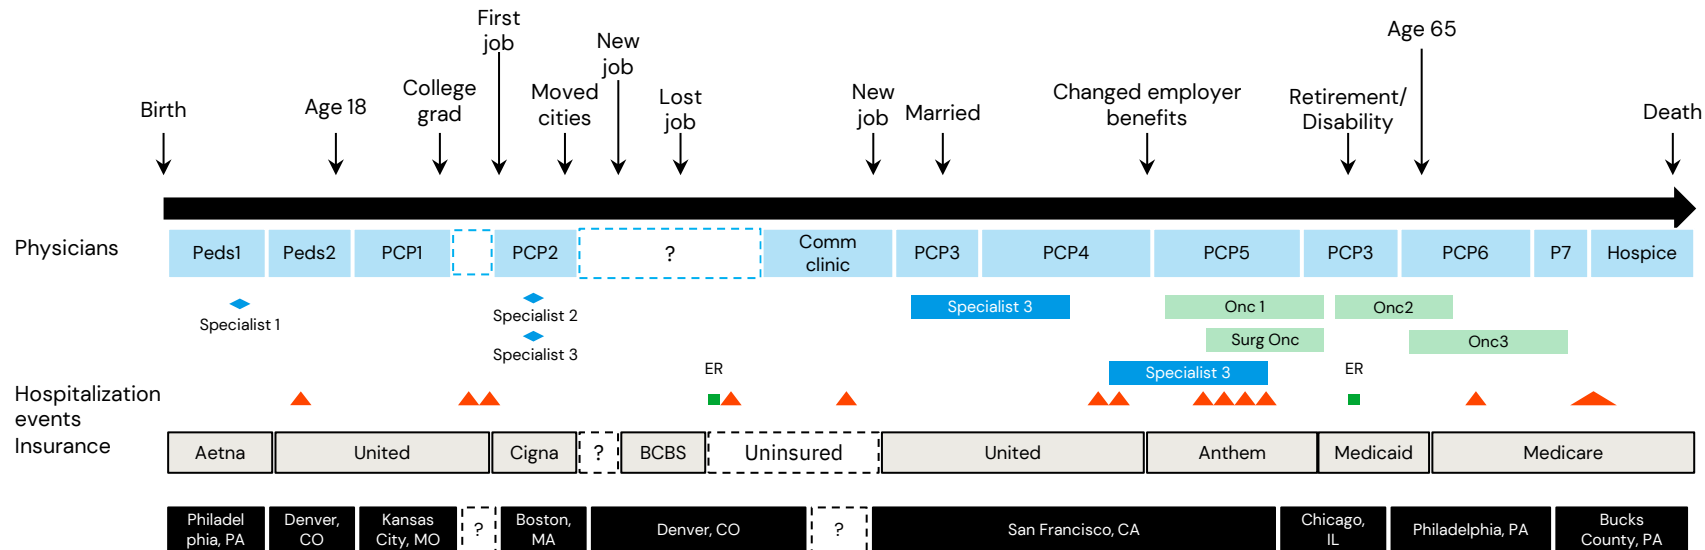 First
job
New
job
Age 65
College
grad
Moved
cities
Lost
job
New
job
Changed employer
benefits
Retirement/
Disability
Birth
Age 18
Married
Death
Physicians
Peds1
Peds2
PCP1
PCP2
?
Comm
clinic
PCP3
PCP4
PCP5
PCP3
PCP6
P7
Hospice
Specialist 1
Specialist 2
Specialist 3
Specialist 3
Onc 1
Onc2
Surg Onc
Onc3
Specialist 3
ER
ER
Hospitalization
events
Insurance
Aetna
United
Cigna
?
BCBS
Uninsured
United
Anthem
Medicaid
Medicare
Philadel
phia, PA
Denver,
CO
Kansas
City, MO
?
Boston,
MA
Denver, CO
?
San Francisco, CA
Chicago,
IL
Philadelphia, PA
Bucks
County, PA